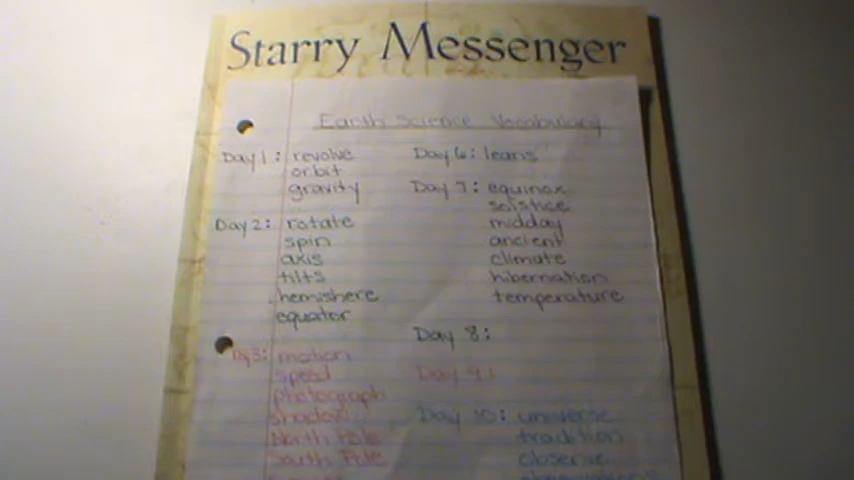 Starry Messenger
Earth Science Vocabulary
Day 1: revolve
orbit
gravity
Day 2: rotate
spin
axis
tilts
hemishere
equator
Day 3: motion
speed
photograph
shadow
North Pole
South Pole
Day 6: leans
Day 7: equinox
solstice
midday
ancient
climate
hibernation
temperature
Day 8:
Day 9:
Day 10: universe
tradition
observe